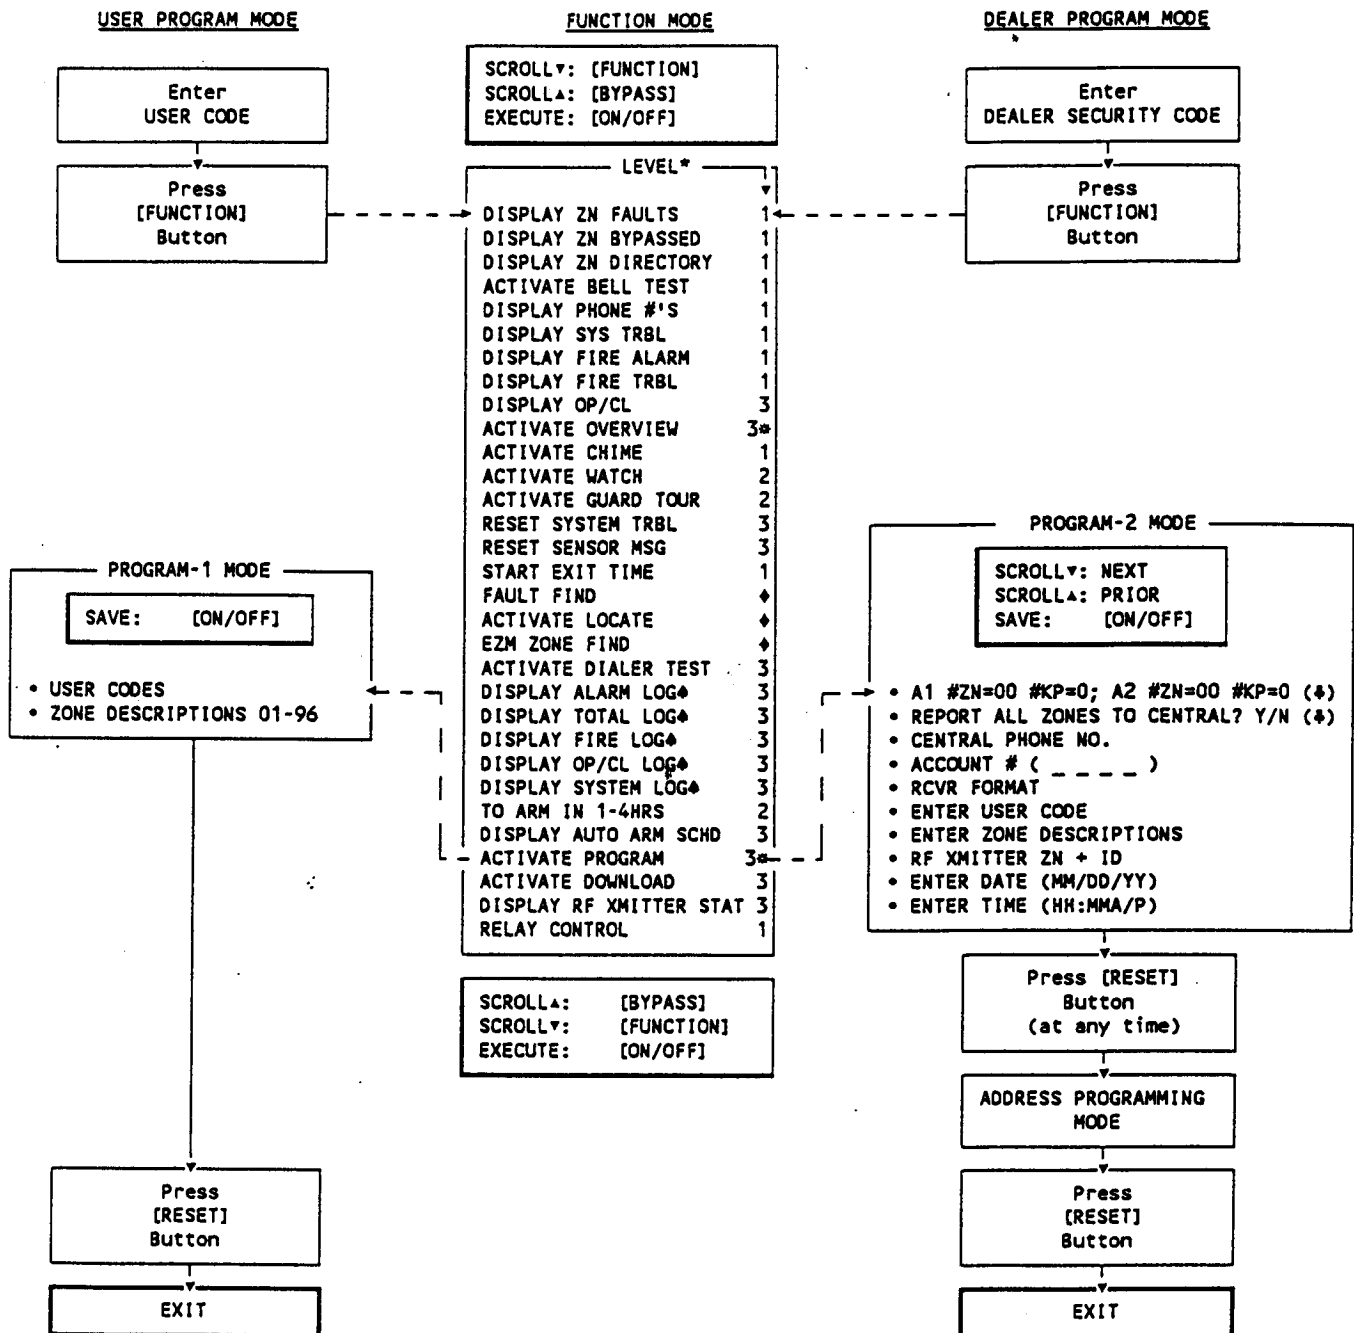 USER PROGRAM MODE
Enter
USER CODE
Press
[FUNCTION]
Button
PROGRAM-1 MODE
SAVE: [ON/OFF]
• USER CODES
• ZONE DESCRIPTIONS 01-96
Press
[RESET]
Button
EXIT
FUNCTION MODE
SCROLL▼: [FUNCTION]
SCROLL▲: [BYPASS]
EXECUTE: [ON/OFF]
LEVEL*
DISPLAY ZN FAULTS 1
DISPLAY ZN BYPASSED 1
DISPLAY ZN DIRECTORY 1
ACTIVATE BELL TEST 1
DISPLAY PHONE #'S 1
DISPLAY SYS TRBL 1
DISPLAY FIRE ALARM 1
DISPLAY FIRE TRBL 1
DISPLAY OP/CL 3
ACTIVATE OVERVIEW 3¤
ACTIVATE CHIME 1
ACTIVATE WATCH 2
ACTIVATE GUARD TOUR 2
RESET SYSTEM TRBL 3
RESET SENSOR MSG 3
START EXIT TIME 1
FAULT FIND ♦
ACTIVATE LOCATE ♦
EZM ZONE FIND ♦
ACTIVATE DIALER TEST 3
DISPLAY ALARM LOG♠ 3
DISPLAY TOTAL LOG♠ 3
DISPLAY FIRE LOG♠ 3
DISPLAY OP/CL LOG♠ 3
DISPLAY SYSTEM LOG♠ 3
TO ARM IN 1-4HRS 2
DISPLAY AUTO ARM SCHD 3
ACTIVATE PROGRAM 3¤
ACTIVATE DOWNLOAD 3
DISPLAY RF XMITTER STAT 3
RELAY CONTROL 1
SCROLL▲: [BYPASS]
SCROLL▼: [FUNCTION]
EXECUTE: [ON/OFF]
DEALER PROGRAM MODE
Enter
DEALER SECURITY CODE
Press
[FUNCTION]
Button
PROGRAM-2 MODE
SCROLL▼: NEXT
SCROLL▲: PRIOR
SAVE: [ON/OFF]
• A1 #ZN=00 #KP=0; A2 #ZN=00 #KP=0 (♣)
• REPORT ALL ZONES TO CENTRAL? Y/N (♣)
• CENTRAL PHONE NO.
• ACCOUNT # ( _ _ _ _ _ )
• RCVR FORMAT
• ENTER USER CODE
• ENTER ZONE DESCRIPTIONS
• RF XMITTER ZN + ID
• ENTER DATE (MM/DD/YY)
• ENTER TIME (HH:MMA/P)
Press [RESET]
Button
(at any time)
ADDRESS PROGRAMMING
MODE
Press
[RESET]
Button
EXIT